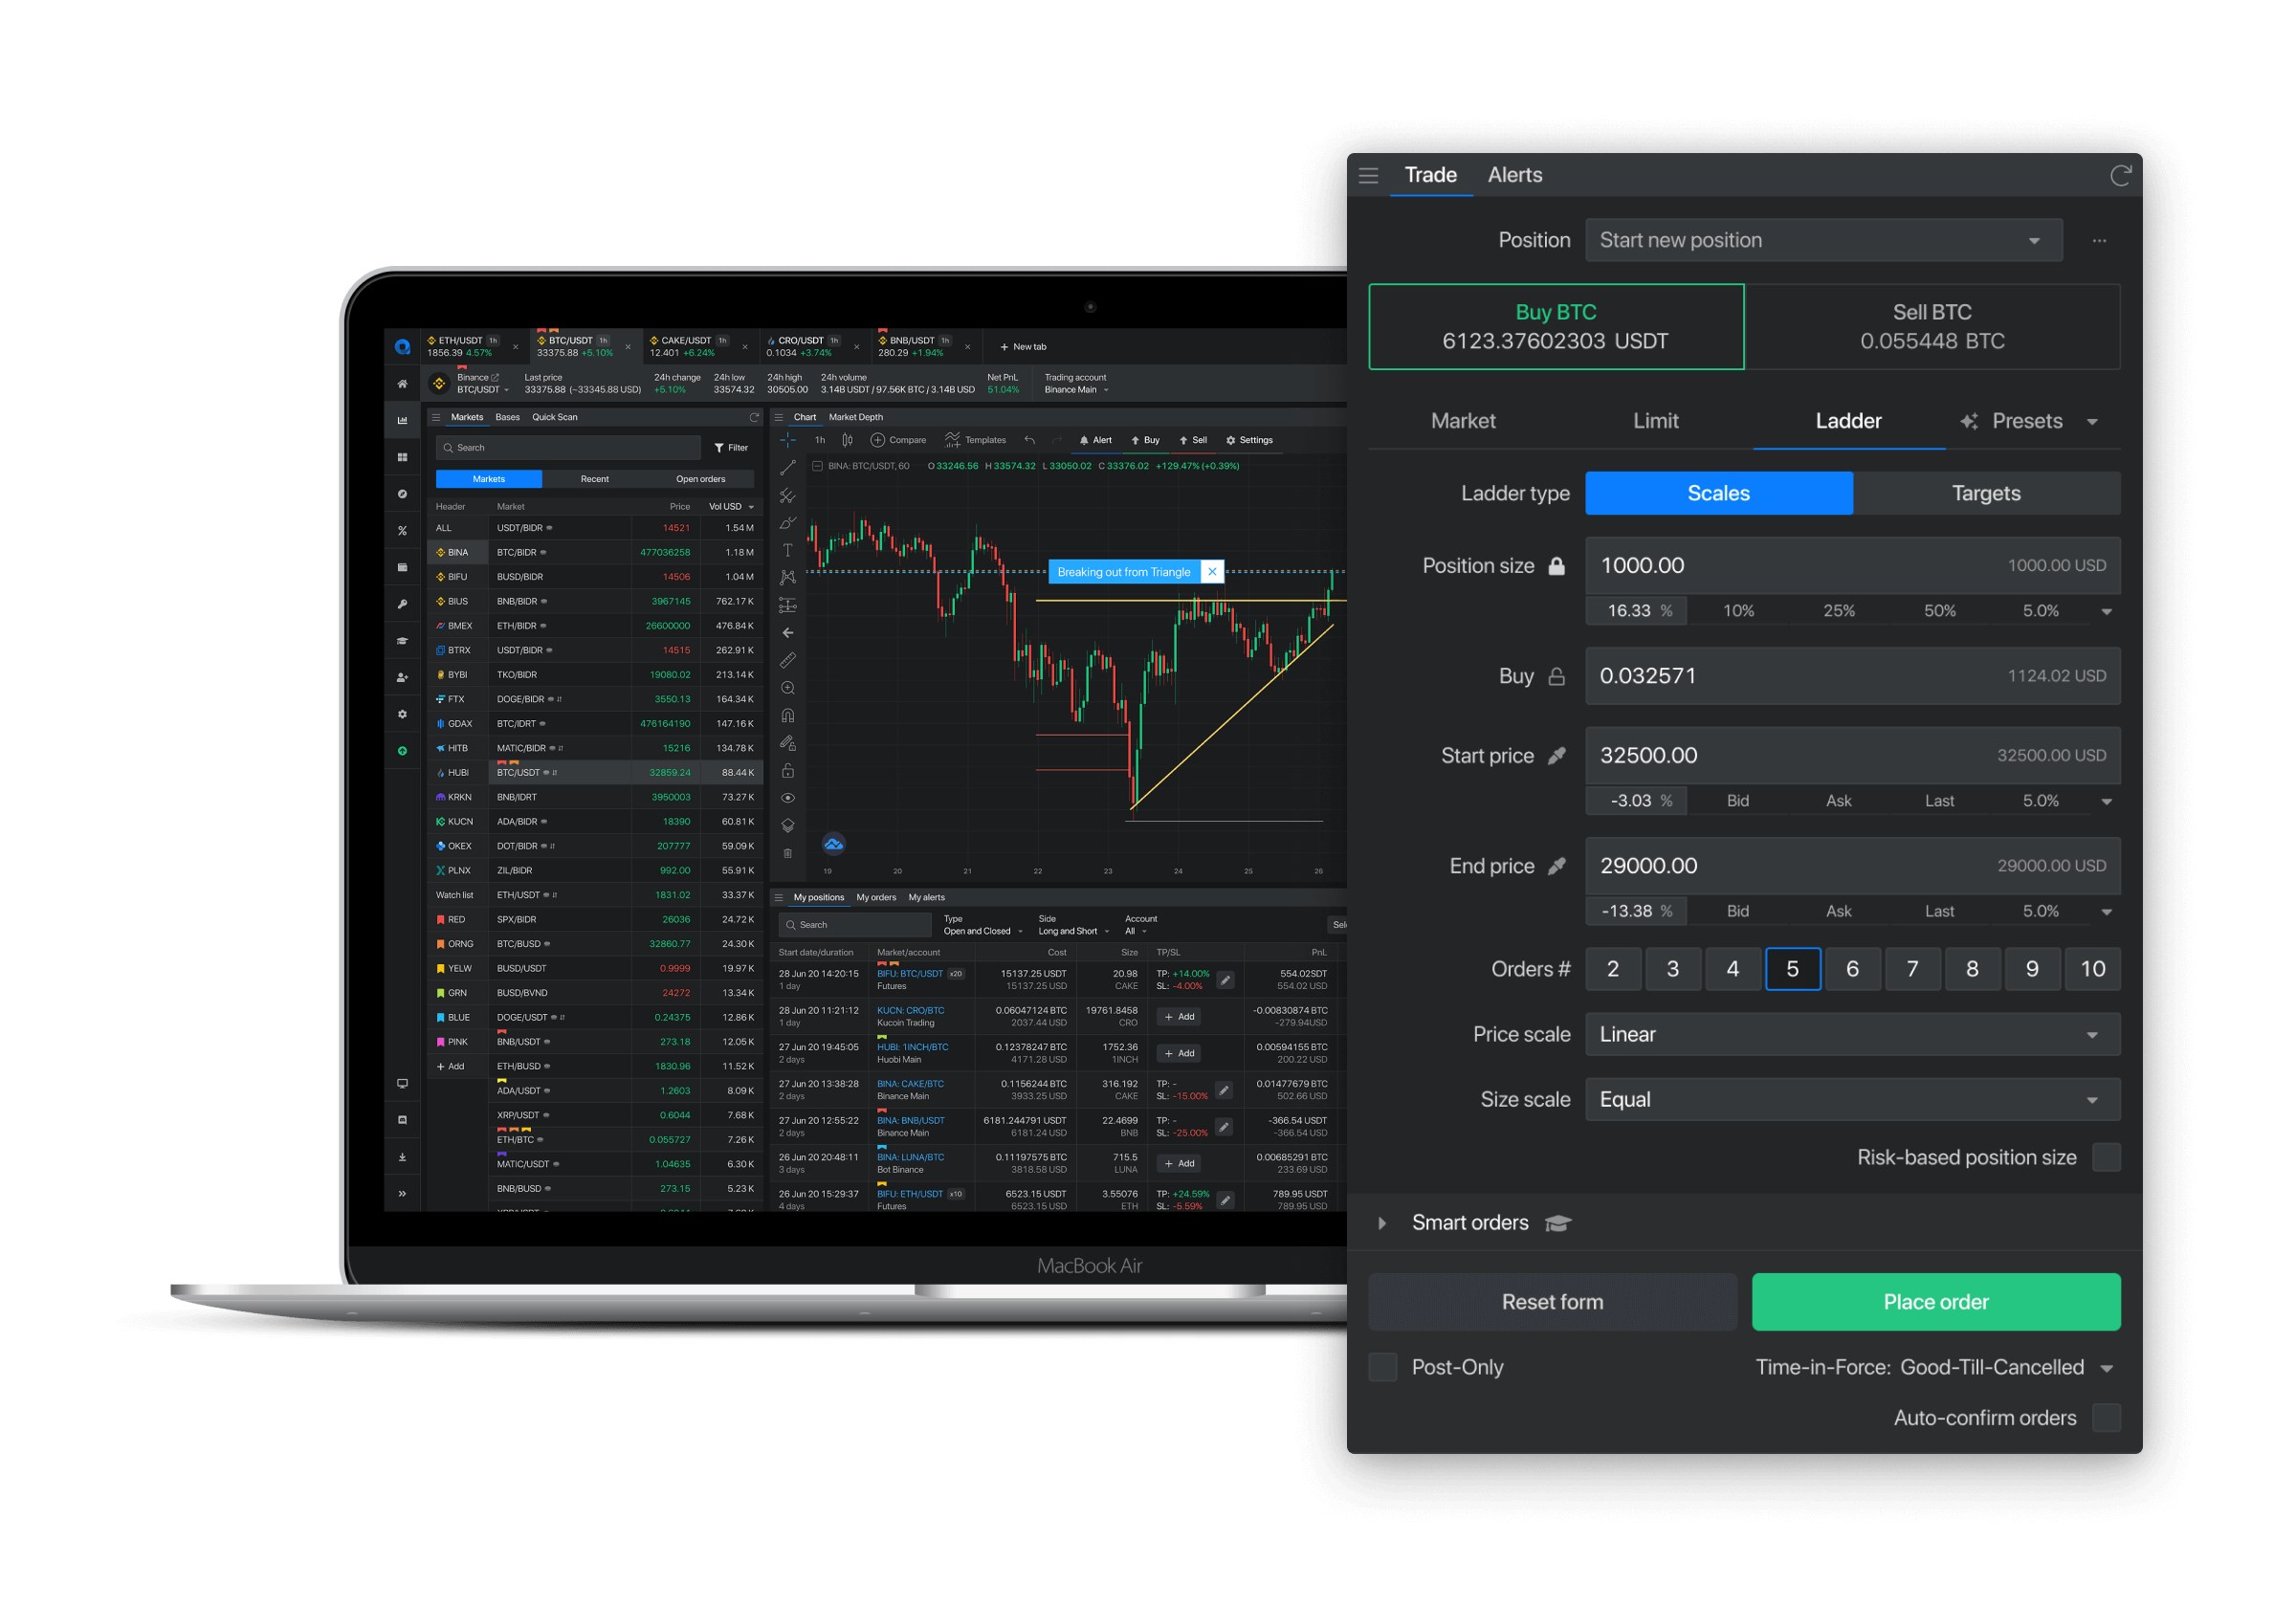 ETH/USDT 1h
1856.39 4.57%
BTC/USDT 1h
33375.88 +5.10%
CAKE/USDT 1h
12.401 +6.24%
CRO/USDT 1h
0.1034 +3.74%
BNB/USDT 1h
280.29 +1.94%
+ New tab
Binance
BTC/USDT
Last price
33375.88 (~33345.88 USD)
24h change
+5.10%
24h low
33574.32
24h high
30505.00
24h volume
3.14B USDT / 97.56K BTC / 3.14B USD
Net PnL
51.04%
Trading account
Binance Main
Markets Bases Quick Scan
Search
Filter
Markets Recent Open orders
Header Market Price Vol USD
ALL USDT/BIDR 14521 1.54 M
BINA BTC/BIDR 477036258 1.18 M
BIFU BUSD/BIDR 14506 1.04 M
BIUS BNB/BIDR 3967145 762.17 K
BMEX ETH/BIDR 26600000 476.84 K
BTRX USDT/BIDR 14515 262.91 K
BYBI TKO/BIDR 19080.02 213.14 K
FTX DOGE/BIDR 3550.13 164.34 K
GDAX BTC/IDRT 476164190 147.16 K
HITB MATIC/BIDR 15216 134.78 K
HUBI BTC/USDT 32859.24 88.44 K
KRKN BNB/IDRT 3950003 73.27 K
KUCN ADA/BIDR 18390 60.81 K
OKEX DOT/BIDR 207777 59.09 K
PLNX ZIL/BIDR 992.00 55.91 K
Watch list ETH/USDT 1831.02 33.37 K
RED SPX/BIDR 26036 24.72 K
ORNG BTC/BUSD 32860.77 24.30 K
YELW BUSD/USDT 0.9999 19.97 K
GRN BUSD/BVND 24272 13.34 K
BLUE DOGE/USDT 0.24375 12.86 K
PINK BNB/USDT 273.18 12.05 K
+ Add ETH/BUSD 1830.96 11.52 K
ADA/USDT 1.2603 8.09 K
XRP/USDT 0.6044 7.68 K
ETH/BTC 0.055727 7.26 K
MATIC/USDT 1.04635 6.30 K
BNB/BUSD 273.15 5.23 K
Chart Market Depth
1h Compare Templates Alert Buy Sell Settings
BINA: BTC/USDT, 60 O 33246.56 H 33574.32 L 33050.02 C 33376.02 +129.47% (+0.39%)
Breaking out from Triangle
19 20 21 22 23 24 25 26
My positions My orders My alerts
Search
Type
Open and Closed
Side
Long and Short
Account
All
Start date/duration Market/account Cost Size TP/SL PnL
28 Jun 20 14:20:15 BIFU: BTC/USDT x20 15137.25 USDT 20.98 TP: +14.00% 554.02SDT
1 day Futures 15137.25 USD CAKE SL: -4.00% 554.02 USD
28 Jun 20 11:21:12 KUCN: CRO/BTC 0.06047124 BTC 19761.8458 + Add -0.00830874 BTC
1 day Kucoin Trading 2037.44 USD CRO -279.94USD
27 Jun 20 19:45:05 HUBI: 1INCH/BTC 0.12378247 BTC 1752.36 + Add 0.00594155 BTC
2 days Huobi Main 4171.28 USD 1INCH 200.22 USD
27 Jun 20 13:38:28 BINA: CAKE/BTC 0.1156244 BTC 316.192 TP: - 0.01477679 BTC
2 days Binance Main 3933.25 USD CAKE SL: -15.00% 502.66 USD
27 Jun 20 12:55:22 BINA: BNB/USDT 6181.244791 USDT 22.4699 TP: - -366.54 USDT
2 days Binance Main 6181.24 USD BNB SL: -25.00% -366.54 USD
26 Jun 20 20:48:11 BINA: LUNA/BTC 0.11197575 BTC 715.5 + Add 0.00685291 BTC
3 days Bot Binance 3818.58 USD LUNA 233.69 USD
26 Jun 20 15:29:37 BIFU: ETH/USDT x10 6523.15 USDT 3.55076 TP: +24.59% 789.95 USDT
4 days Futures 6523.15 USD ETH SL: -5.59% 789.95 USD
MacBook Air
Trade Alerts
Position Start new position
Buy BTC
6123.37602303 USDT
Sell BTC
0.055448 BTC
Market Limit Ladder Presets
Ladder type Scales Targets
Position size 1000.00 1000.00 USD
16.33 % 10% 25% 50% 5.0%
Buy 0.032571 1124.02 USD
Start price 32500.00 32500.00 USD
-3.03 % Bid Ask Last 5.0%
End price 29000.00 29000.00 USD
-13.38 % Bid Ask Last 5.0%
Orders # 2 3 4 5 6 7 8 9 10
Price scale Linear
Size scale Equal
Risk-based position size
Smart orders
Reset form Place order
Post-Only Time-in-Force: Good-Till-Cancelled
Auto-confirm orders